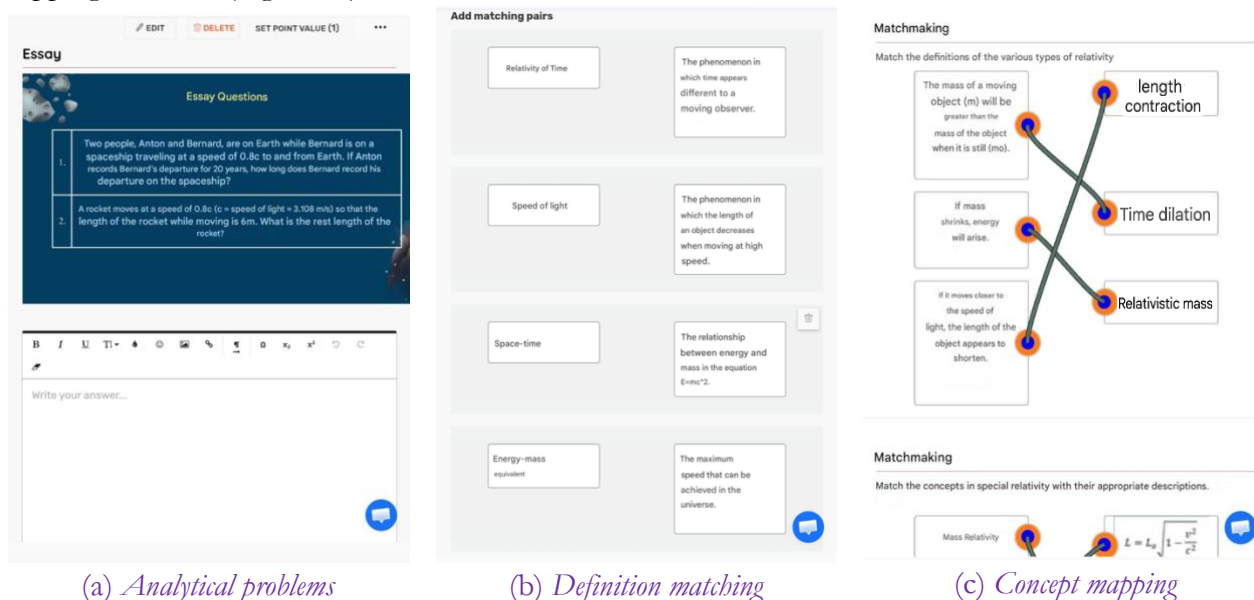 EDIT DELETE SET POINT VALUE (1) •••
Essay
Essay Questions
1. Two people, Anton and Bernard, are on Earth while Bernard is on a
spaceship traveling at a speed of 0.8c to and from Earth. If Anton
records Bernard's departure for 20 years, how long does Bernard record his
departure on the spaceship?
2. A rocket moves at a speed of 0.8c (c = speed of light = 3.108 m/s) so that the
length of the rocket while moving is 6m. What is the rest length of the
rocket?
B I U TI ¶ Ω x₂ x²
Write your answer...
(a) Analytical problems
Add matching pairs
Relativity of Time
The phenomenon in
which time appears
different to a
moving observer.
Speed of light
The phenomenon in
which the length of
an object decreases
when moving at high
speed.
Space-time
The relationship
between energy and
mass in the equation
E=mc^2.
Energy-mass
equivalent
The maximum
speed that can be
achieved in the
universe.
(b) Definition matching
Matchmaking
Match the definitions of the various types of relativity
The mass of a moving
object (m) will be
greater than the
mass of the object
when it is still (mo).
length
contraction
If mass
shrinks, energy
will arise.
Time dilation
If it moves closer to
the speed of
light, the length of the
object appears to
shorten.
Relativistic mass
Matchmaking
Match the concepts in special relativity with their appropriate descriptions.
Mass Relativity
L = Lₒ √1 − v²/c²
(c) Concept mapping